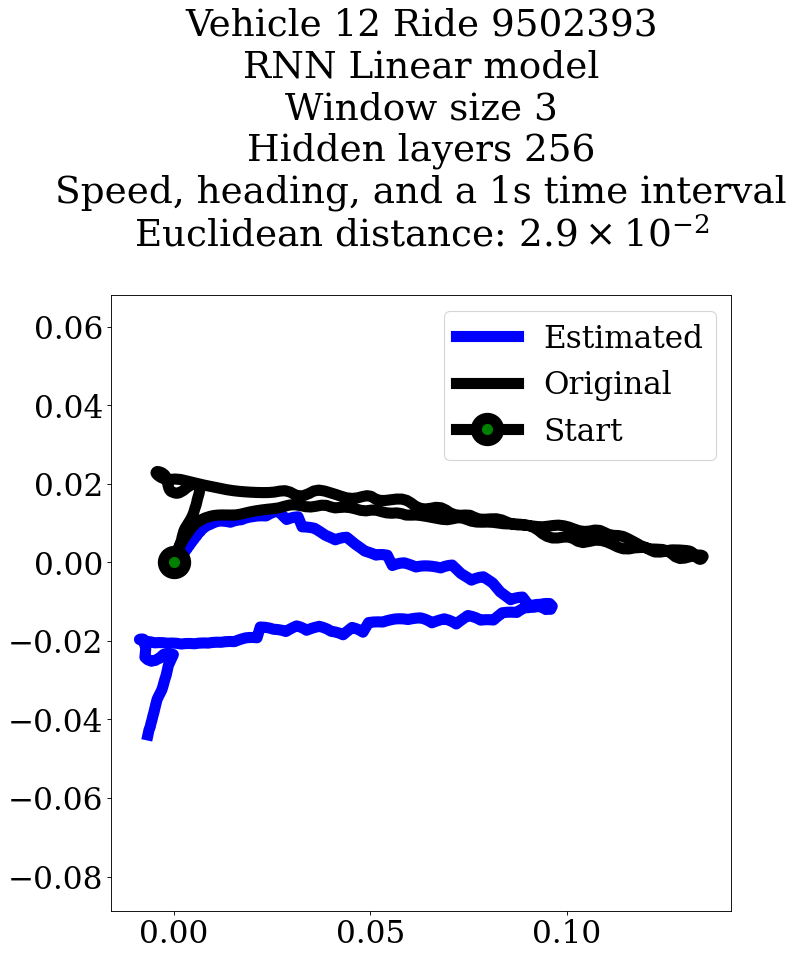 Vehicle 12 Ride 9502393
RNN Linear model
Window size 3
Hidden layers 256
Speed, heading, and a 1s time interval
Euclidean distance: 2.9 × 10⁻²
Estimated
Original
Start
0.06
0.04
0.02
0.00
−0.02
−0.04
−0.06
−0.08
0.00 0.05 0.10